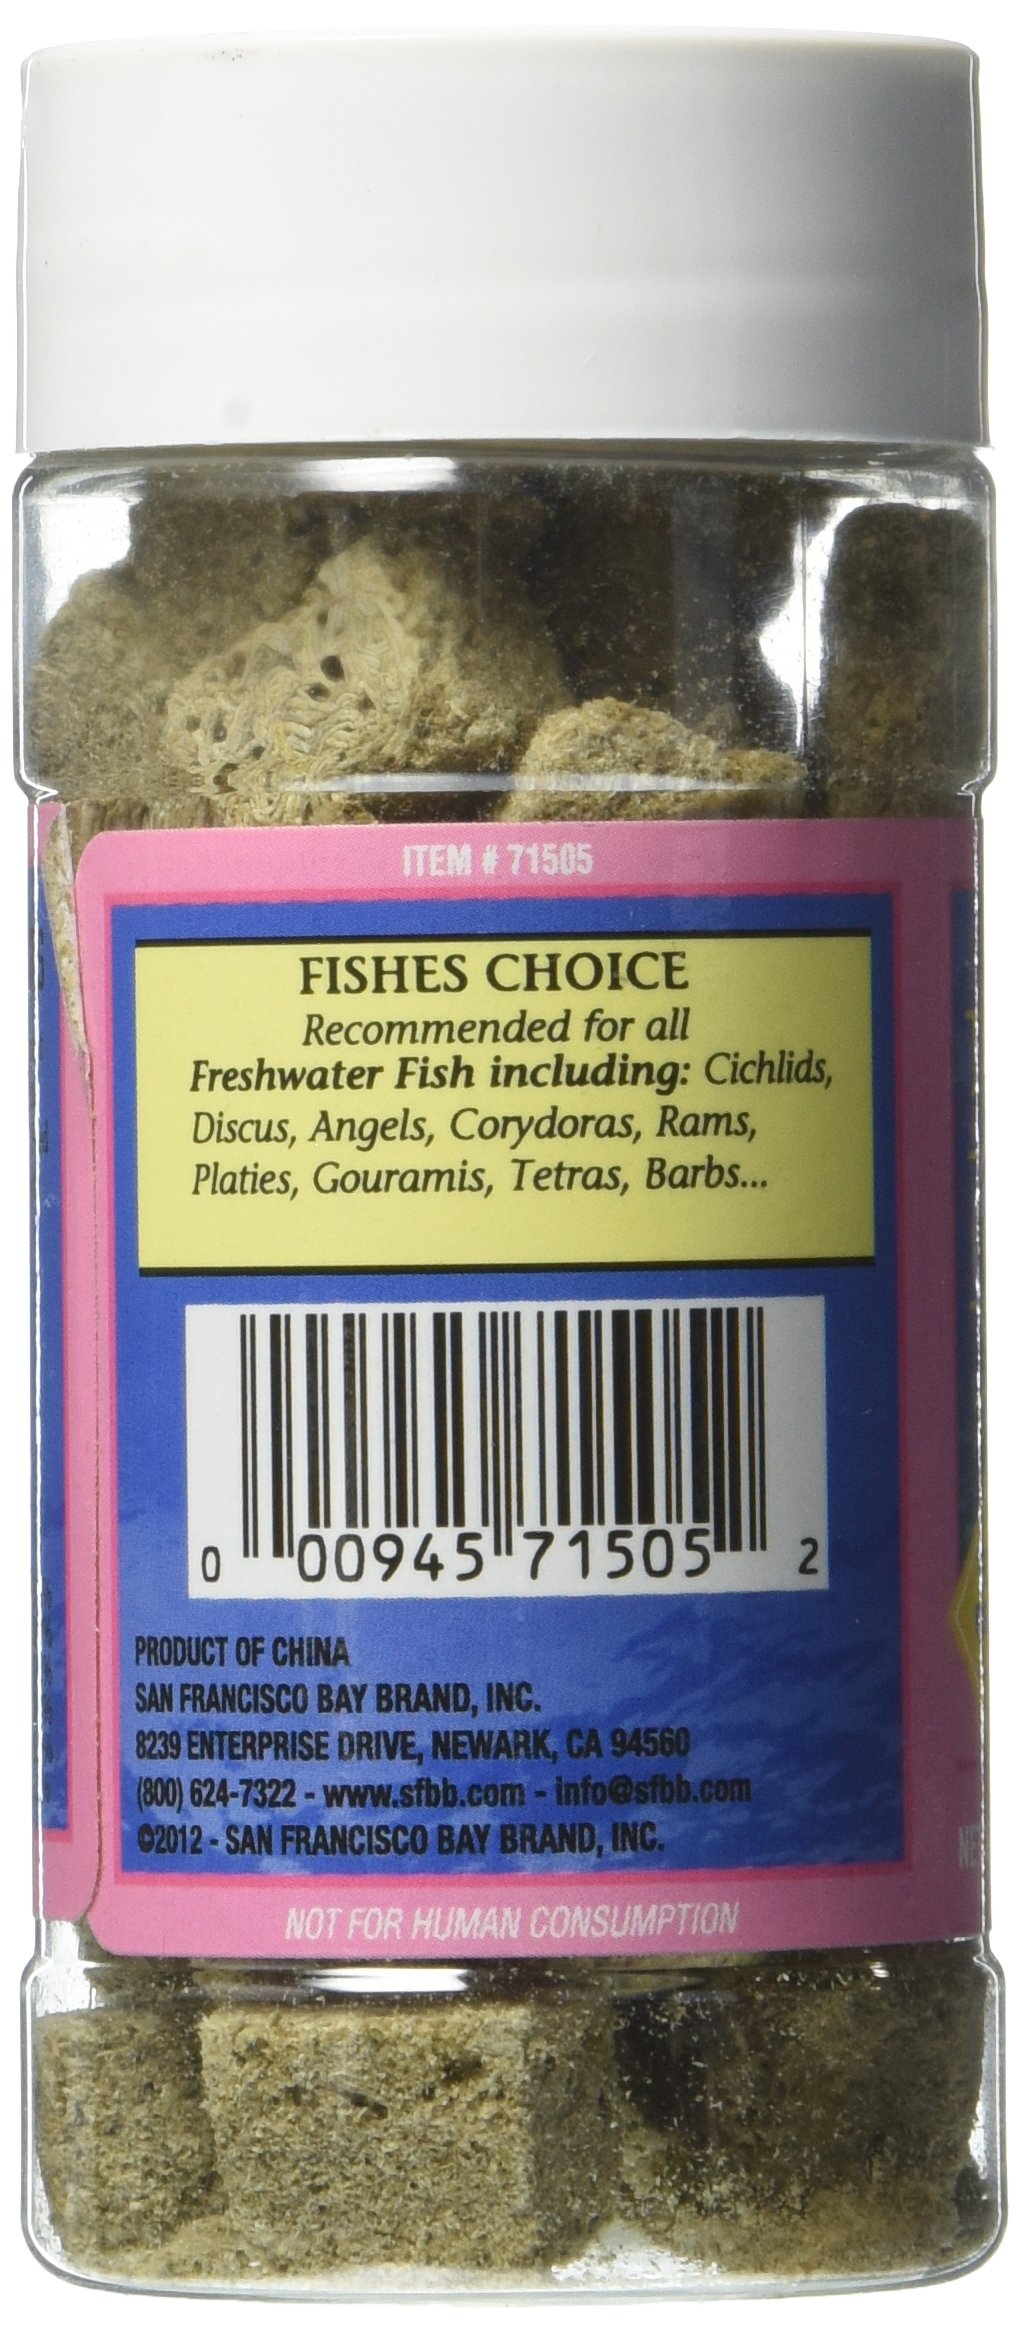 ITEM # 71505
FISHES CHOICE
Recommended for all
Freshwater Fish including: Cichlids,
Discus, Angels, Corydoras, Rams,
Platies, Gouramis, Tetras, Barbs...
0 00945 71505 2
PRODUCT OF CHINA
SAN FRANCISCO BAY BRAND, INC.
8239 ENTERPRISE DRIVE, NEWARK, CA 94560
(800) 624-7322 - www.sfbb.com - info@sfbb.com
©2012 - SAN FRANCISCO BAY BRAND, INC.
NOT FOR HUMAN CONSUMPTION